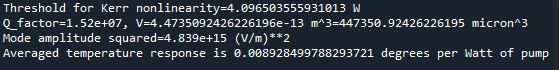 Threshold for Kerr nonlinearity=4.096503555931013 W
Q_factor=1.52e+07, V=4.4735092426226196e-13 m^3=447350.92426226195 micron^3
Mode amplitude squared=4.839e+15 (V/m)**2
Averaged temperature response is 0.008928499788293721 degrees per Watt of pump